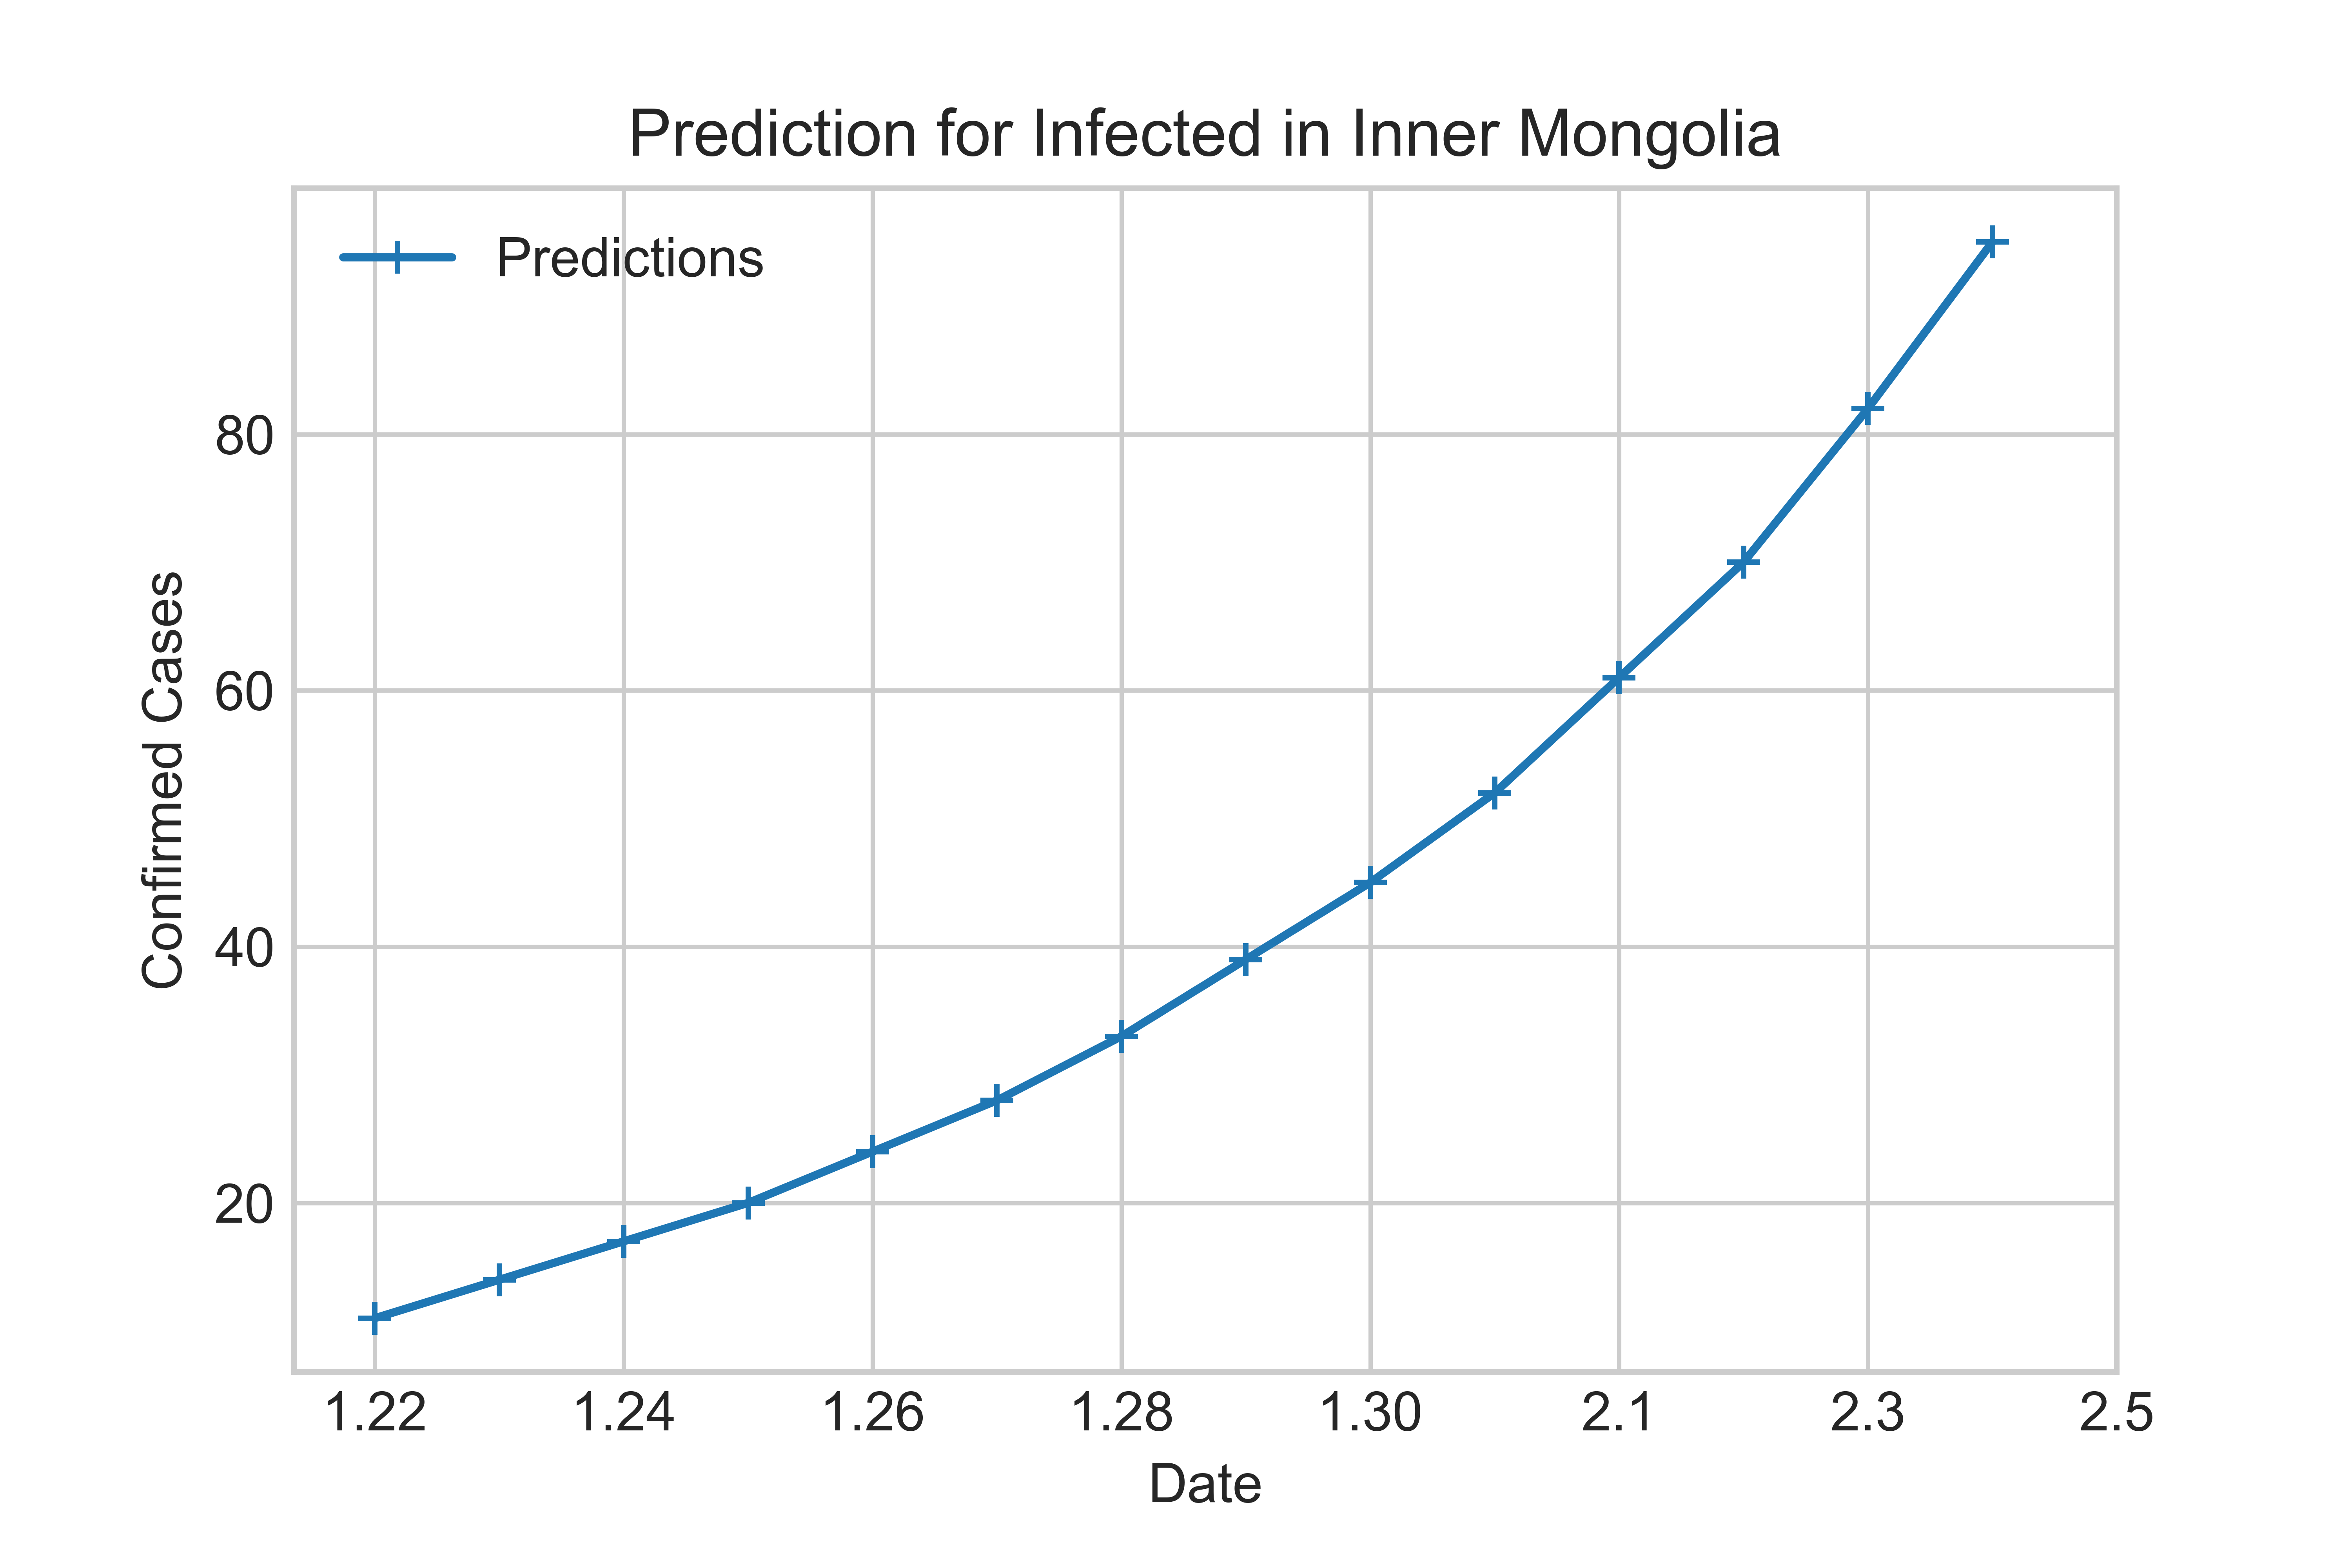 Prediction for Infected in Inner Mongolia
Predictions
80
60
40
20
Confirmed Cases
1.22 1.24 1.26 1.28 1.30 2.1 2.3 2.5
Date